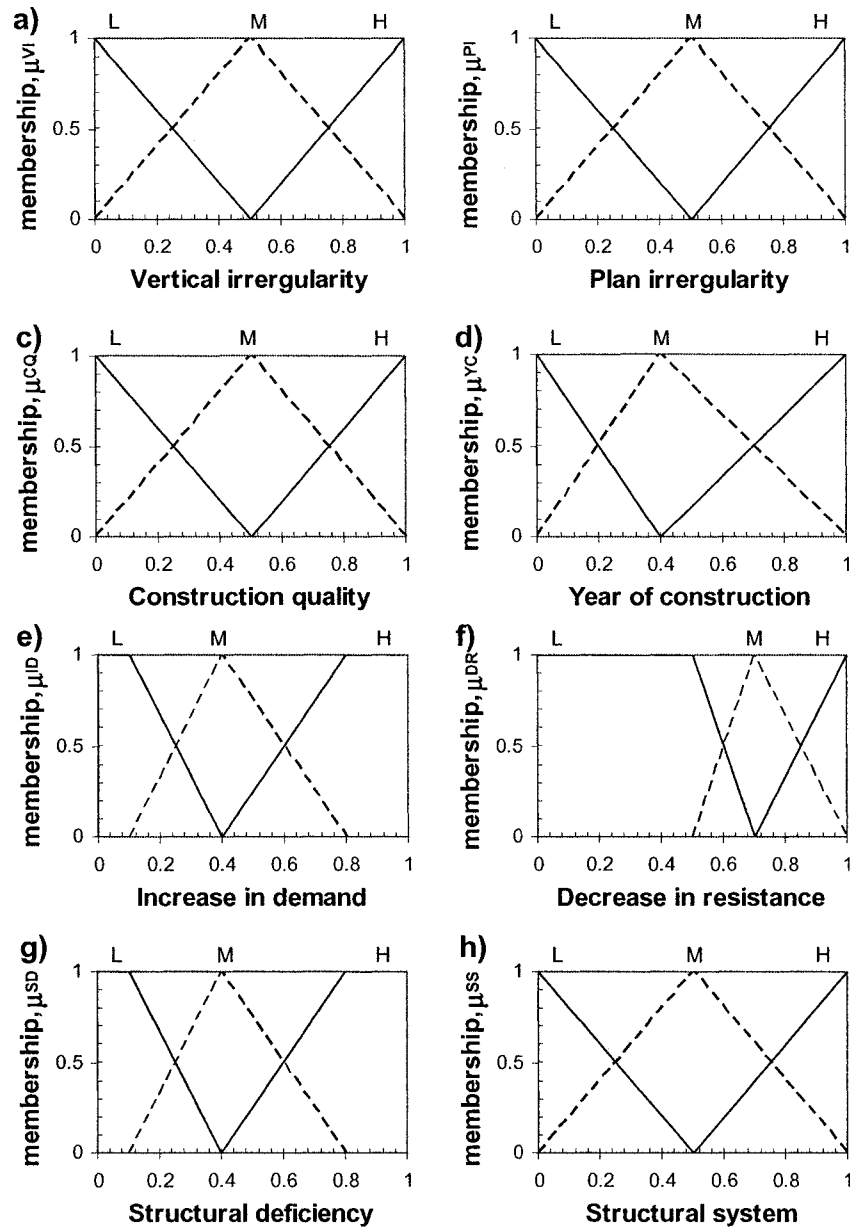 a) L M H L M H
1 1
membership, μVI membership, μPI
0.5 0.5
0 0
0 0.2 0.4 0.6 0.8 1 0 0.2 0.4 0.6 0.8 1
Vertical irrergularity Plan irrergularity
c) L M H d) L M H
1 1
membership, μCQ membership, μYC
0.5 0.5
0 0
0 0.2 0.4 0.6 0.8 1 0 0.2 0.4 0.6 0.8 1
Construction quality Year of construction
e) L M H f) L M H
1 1
membership, μID membership, μDR
0.5 0.5
0 0
0 0.2 0.4 0.6 0.8 1 0 0.2 0.4 0.6 0.8 1
Increase in demand Decrease in resistance
g) L M H h) L M H
1 1
membership, μSD membership, μSS
0.5 0.5
0 0
0 0.2 0.4 0.6 0.8 1 0 0.2 0.4 0.6 0.8 1
Structural deficiency Structural system